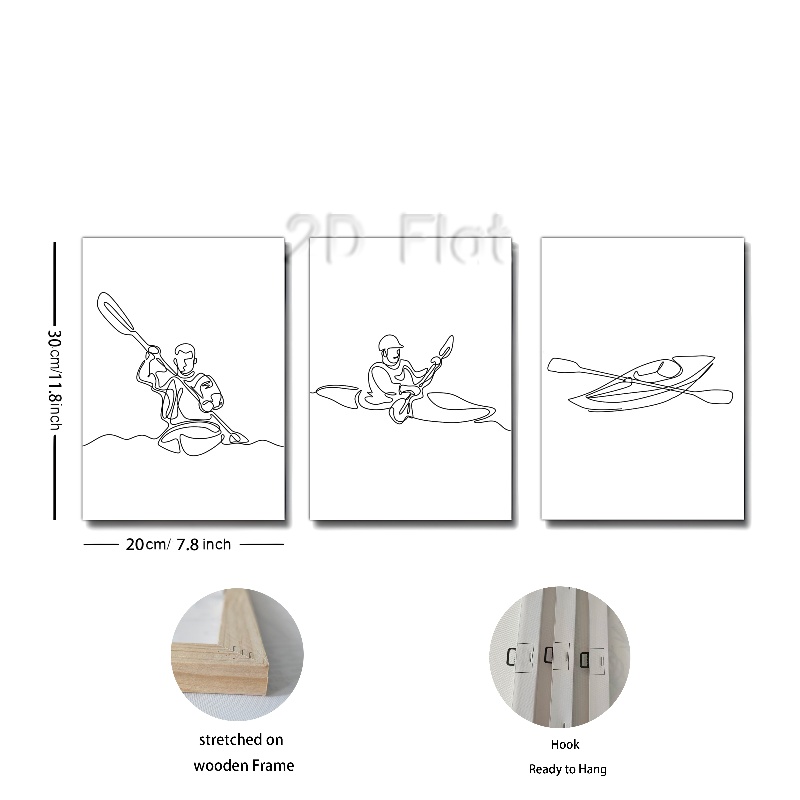 2D Flat
30cm/11.8inch
20cm/ 7.8 inch
stretched on
wooden Frame
Hook
Ready to Hang